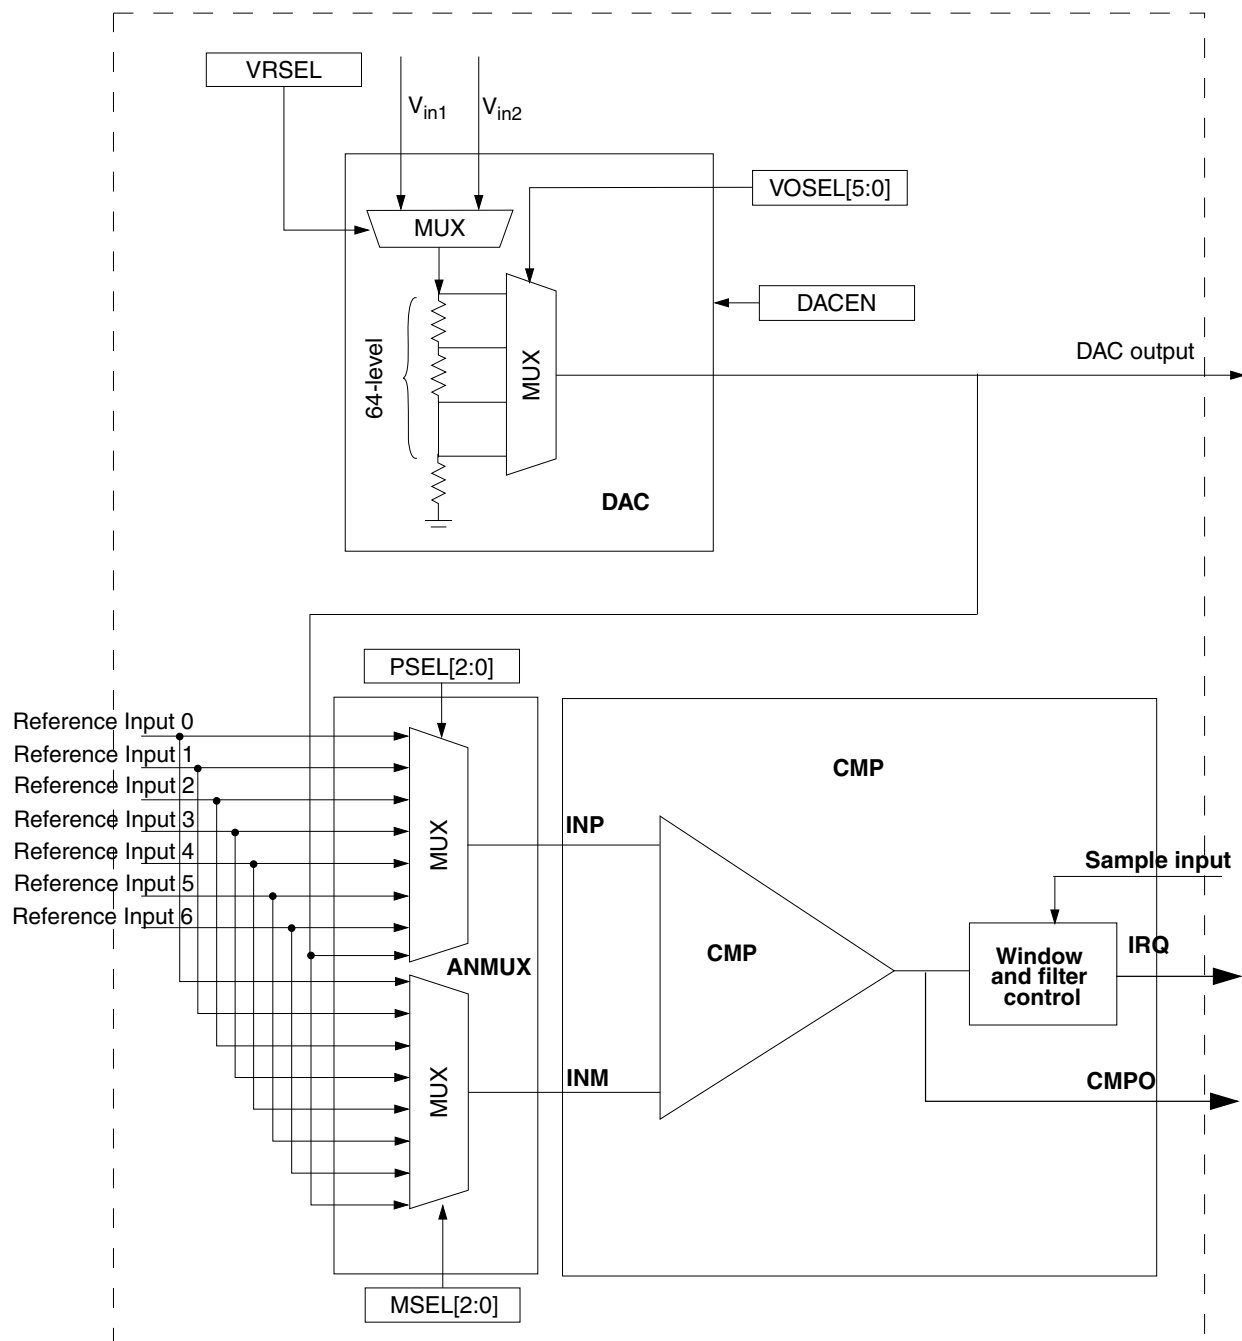 VRSEL
Vin1
Vin2
VOSEL[5:0]
MUX
DACEN
64-level
MUX
DAC output
DAC
PSEL[2:0]
Reference Input 0
Reference Input 1
Reference Input 2
Reference Input 3
Reference Input 4
Reference Input 5
Reference Input 6
MUX
ANMUX
MUX
MSEL[2:0]
INP
INM
CMP
CMP
Sample input
Window
and filter
control
IRQ
CMPO